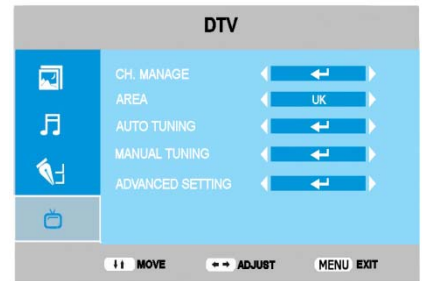 DTV
CH. MANAGE
AREA UK
AUTO TUNING
MANUAL TUNING
ADVANCED SETTING
MOVE ADJUST MENU EXIT